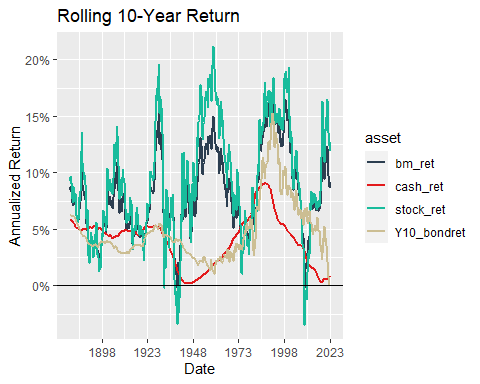 Rolling 10-Year Return
20%
15%
10%
5%
0%
Annualized Return
1898 1923 1948 1973 1998 2023
Date
asset
bm_ret
cash_ret
stock_ret
Y10_bondret